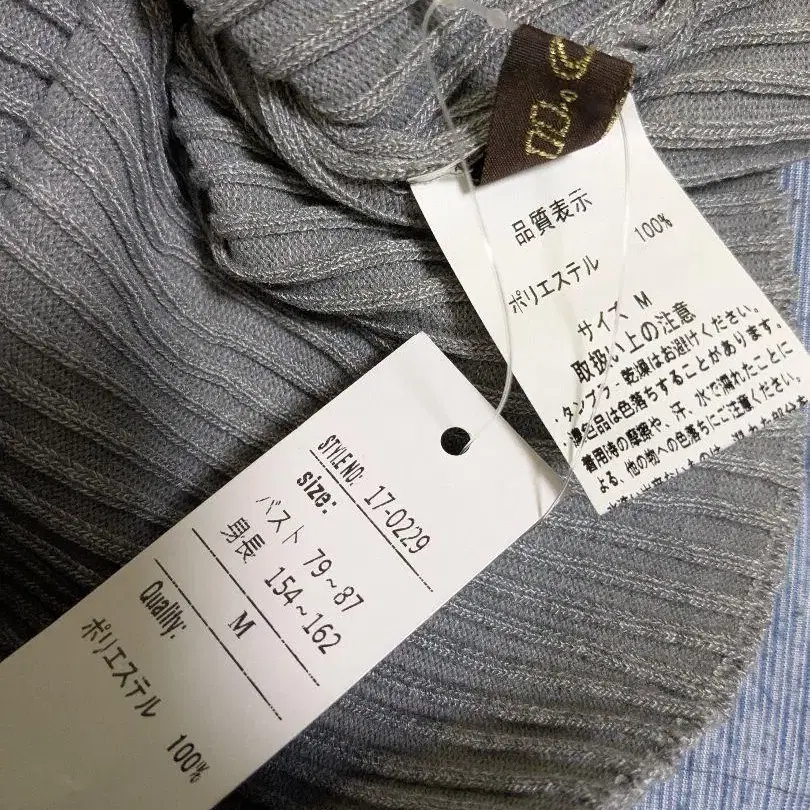 品質表示
ポリエステル 100%
サイズ M
取扱い上の注意
・タンブラー乾燥はお避けください。
色品は色落ちすることがあります。
着用時の摩擦や、汗、水で濡れたことに
よる、他の物への色落ちにご注意ください。
STYLE NO: 17-0229
size:
バスト 79~87
身長 154~162
M
Quality:
ポリエステル 100%